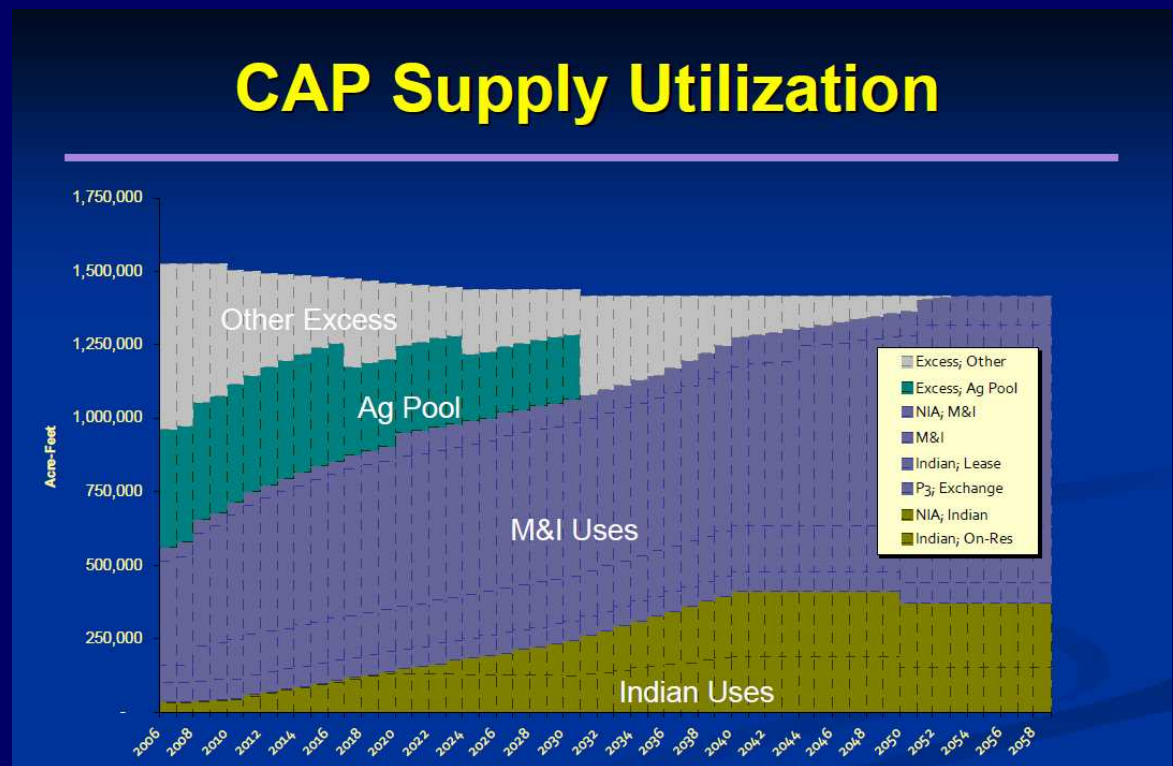 CAP Supply Utilization
1,750,000
1,500,000
1,250,000
1,000,000
750,000
500,000
250,000
-
Acre-Feet
Other Excess
Ag Pool
M&I Uses
Indian Uses
Excess; Other
Excess; Ag Pool
NIA; M&I
M&I
Indian; Lease
P3; Exchange
NIA; Indian
Indian; On-Res
2006 2008 2010 2012 2014 2016 2018 2020 2022 2024 2026 2028 2030 2032 2034 2036 2038 2040 2042 2044 2046 2048 2050 2052 2054 2056 2058